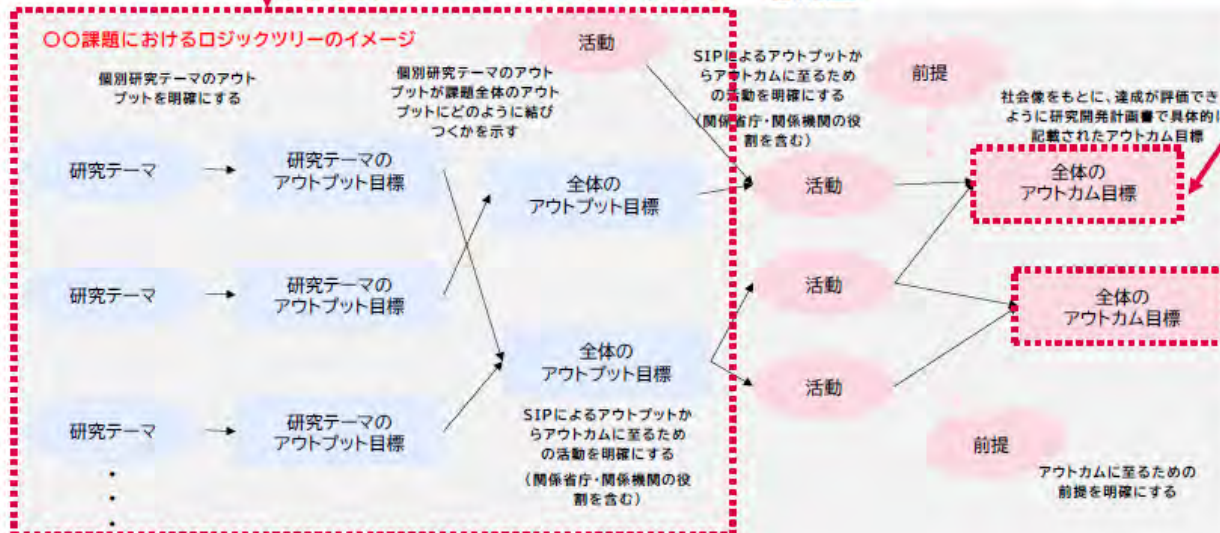 〇〇課題におけるロジックツリーのイメージ
個別研究テーマのアウト
プットを明確にする
個別研究テーマのアウト
プットが課題全体のアウト
プットにどのように結び
つくかを示す
活動
SIPによるアウトプットか
らアウトカムに至るため
の活動を明確にする
(関係省庁・関係機関の役
割を含む)
前提
社会像をもとに、達成が評価でき
ように研究開発計画書で具体的に
記載されたアウトカム目標
研究テーマ
研究テーマの
アウトプット目標
全体の
アウトプット目標
活動
全体の
アウトカム目標
研究テーマ
研究テーマの
アウトプット目標
活動
全体の
アウトカム目標
全体の
アウトプット目標
活動
研究テーマ
研究テーマの
アウトプット目標
SIPによるアウトプットか
らアウトカムに至るため
の活動を明確にする
(関係省庁・関係機関の役
割を含む)
前提
アウトカムに至るための
前提を明確にする